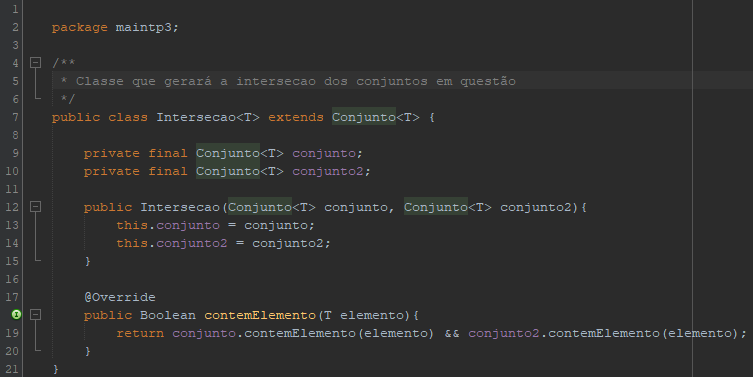 1
2 package maintp3;
3
4 /**
5 * Classe que gerará a intersecao dos conjuntos em questão
6 */
7 public class Intersecao<T> extends Conjunto<T> {
8
9 private final Conjunto<T> conjunto;
10 private final Conjunto<T> conjunto2;
11
12 public Intersecao(Conjunto<T> conjunto, Conjunto<T> conjunto2){
13 this.conjunto = conjunto;
14 this.conjunto2 = conjunto2;
15 }
16
17 @Override
public Boolean contemElemento(T elemento){
19 return conjunto.contemElemento(elemento) && conjunto2.contemElemento(elemento);
20 }
21 }